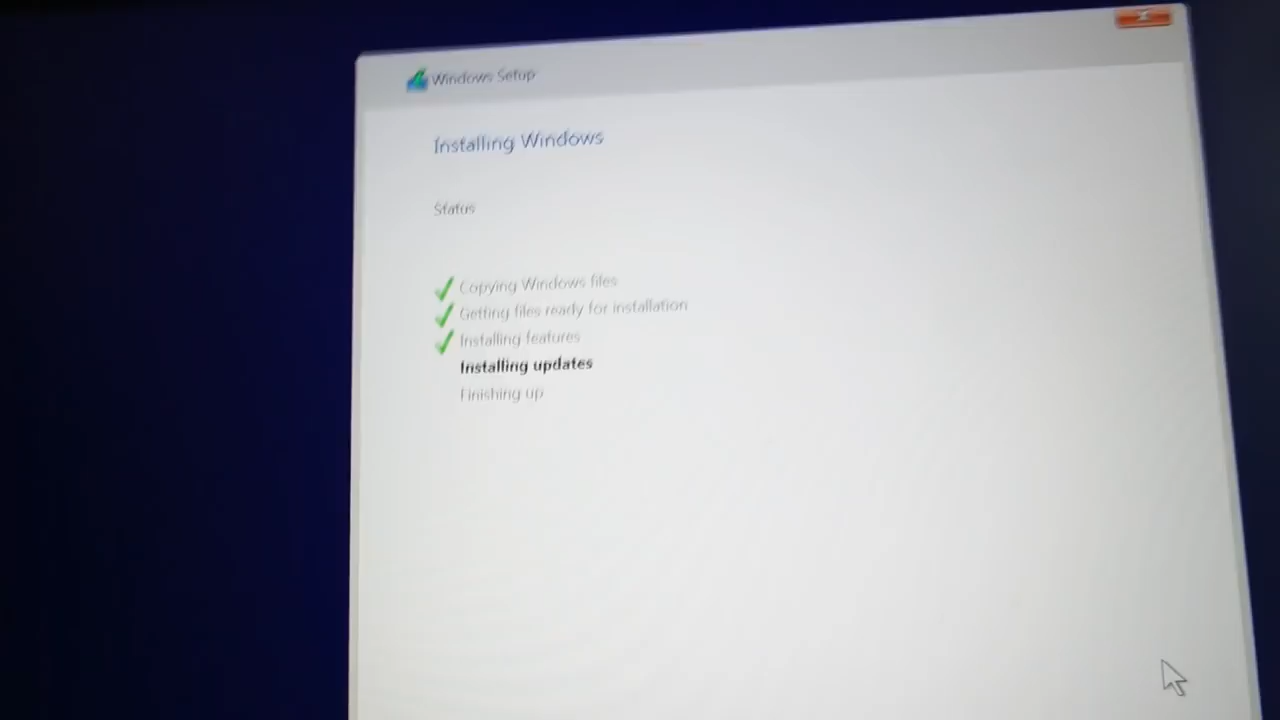 Windows Setup
Installing Windows
Status
Copying Windows files
Getting files ready for installation
Installing features
Installing updates
Finishing up